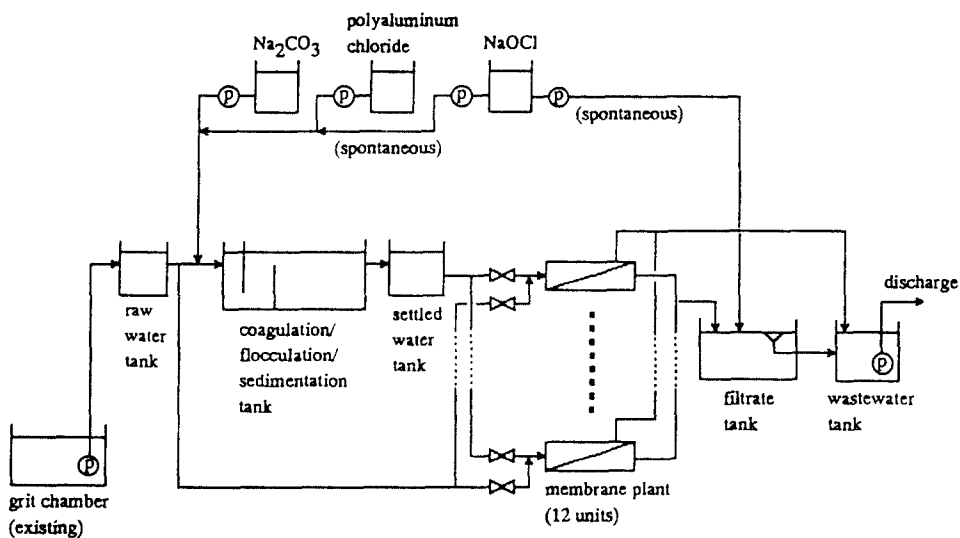 polyaluminum
chloride
Na₂CO₃
NaOCl
P
P
P
P
(spontaneous)
(spontaneous)
discharge
raw
water
tank
coagulation/
flocculation/
sedimentation
tank
settled
water
tank
P
filtrate
tank
wastewater
tank
P
grit chamber
(existing)
membrane plant
(12 units)